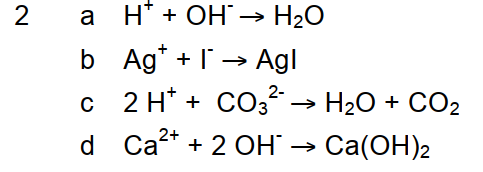 2 a H⁺ + OH⁻ → H₂O
b Ag⁺ + I⁻ → AgI
c 2 H⁺ + CO₃²⁻ → H₂O + CO₂
d Ca²⁺ + 2 OH⁻ → Ca(OH)₂